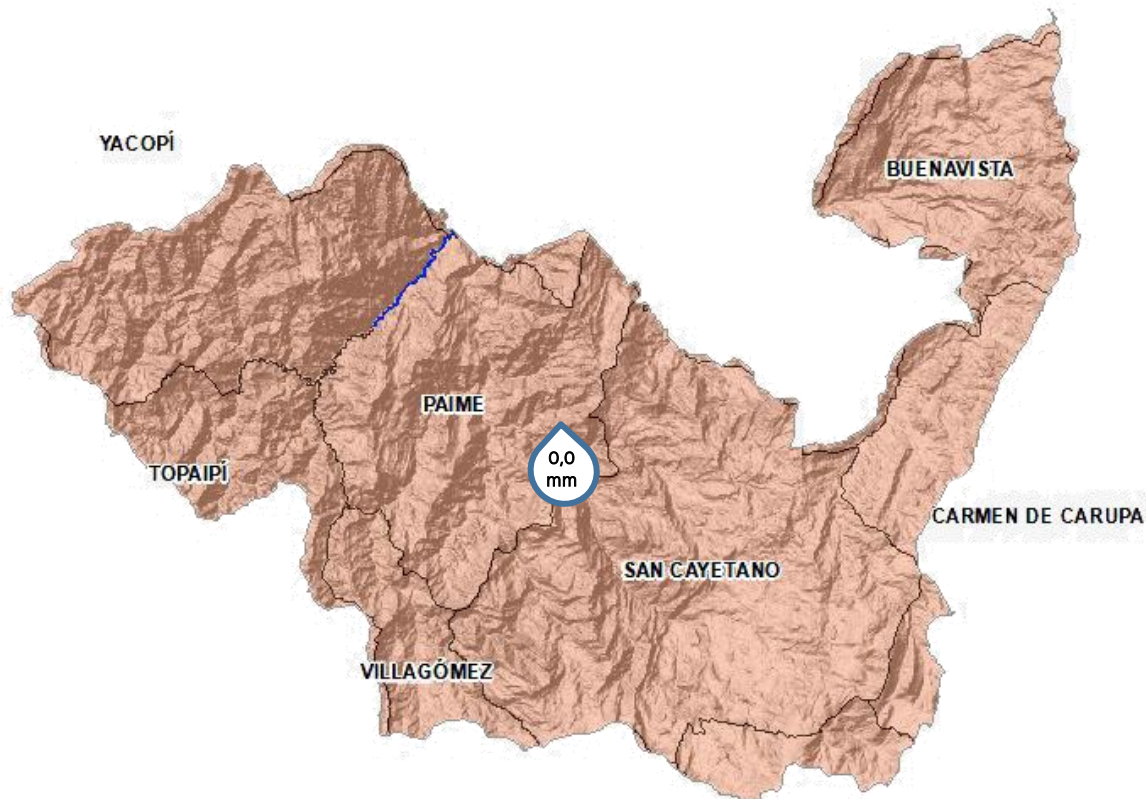 YACOPÍ
BUENAVISTA
PAIME
0,0
mm
TOPAIPÍ
CARMEN DE CARUPA
SAN CAYETANO
VILLAGÓMEZ